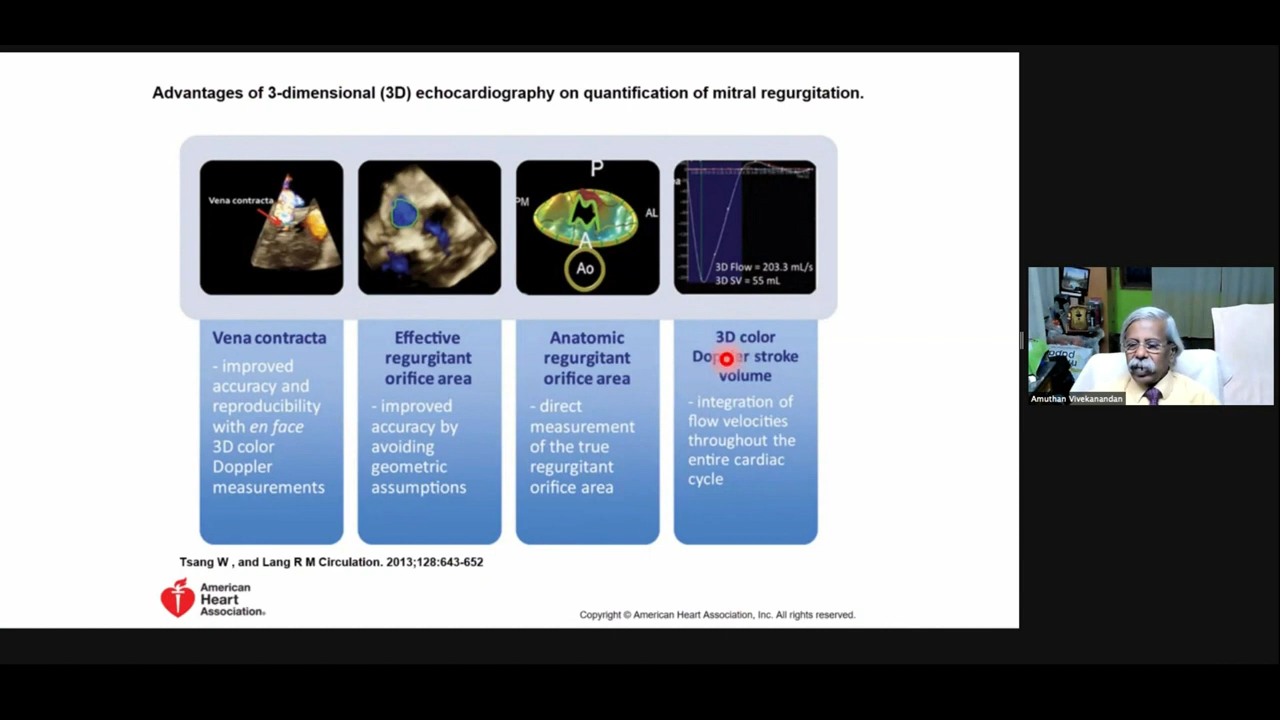 Advantages of 3-dimensional (3D) echocardiography on quantification of mitral regurgitation.
Vena contracta
P
PM
AL
A
Ao
3D Flow = 203.3 mL/s
3D SV = 55 mL
Vena contracta
- improved
accuracy and
reproducibility
with en face
3D color
Doppler
measurements
Effective
regurgitant
orifice area
- improved
accuracy by
avoiding
geometric
assumptions
Anatomic
regurgitant
orifice area
- direct
measurement
of the true
regurgitant
orifice area
3D color
Doppler stroke
volume
- integration of
flow velocities
throughout the
entire cardiac
cycle
Tsang W , and Lang R M Circulation. 2013;128:643-652
American
Heart
Association®
Copyright © American Heart Association, Inc. All rights reserved.
Amuthan Vivekanandan